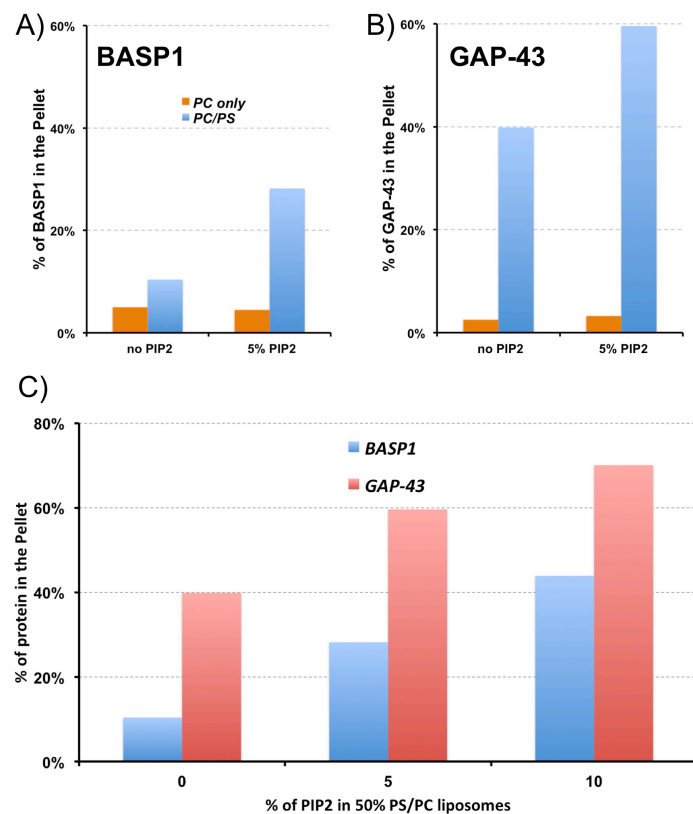 A)
BASP1
% of BASP1 in the Pellet
60%
40%
20%
0%
PC only
PC/PS
no PIP2
5% PIP2
B)
GAP-43
% of GAP-43 in the Pellet
60%
40%
20%
0%
no PIP2
5% PIP2
C)
% of protein in the Pellet
80%
60%
40%
20%
0%
BASP1
GAP-43
0
5
10
% of PIP2 in 50% PS/PC liposomes